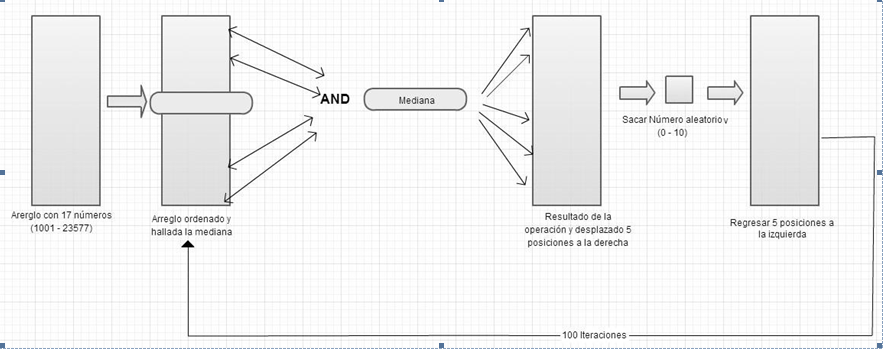 AND
Mediana
Sacar Número aleatorio v
(0 - 10)
Arerglo con 17 números
(1001 - 23577)
Arreglo ordenado y
hallada la mediana
Resultado de la
operación y desplazado 5
posiciones a la derecha
Regresar 5 posiciones a
la izquierda
100 Iteraciones